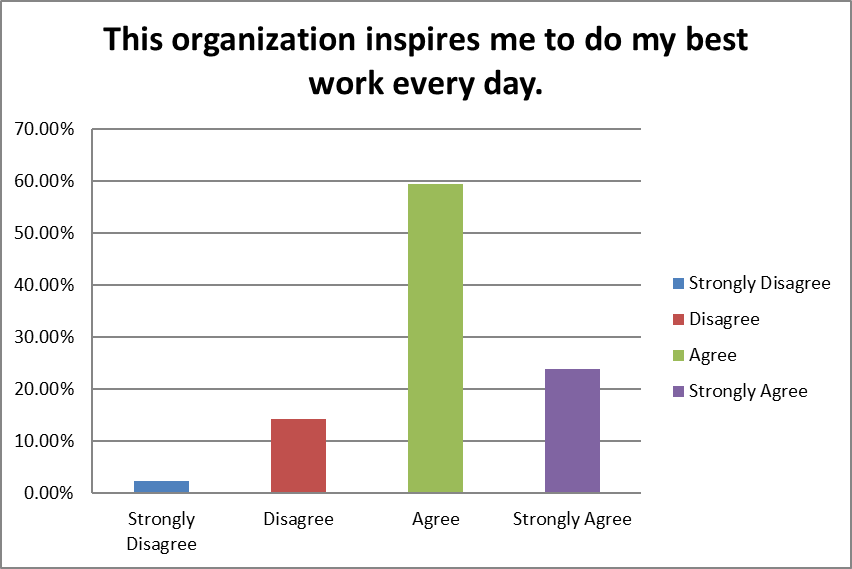 This organization inspires me to do my best
work every day.
70.00%
60.00%
50.00%
40.00%
30.00%
20.00%
10.00%
0.00%
Strongly
Disagree
Disagree
Agree
Strongly Agree
Strongly Disagree
Disagree
Agree
Strongly Agree